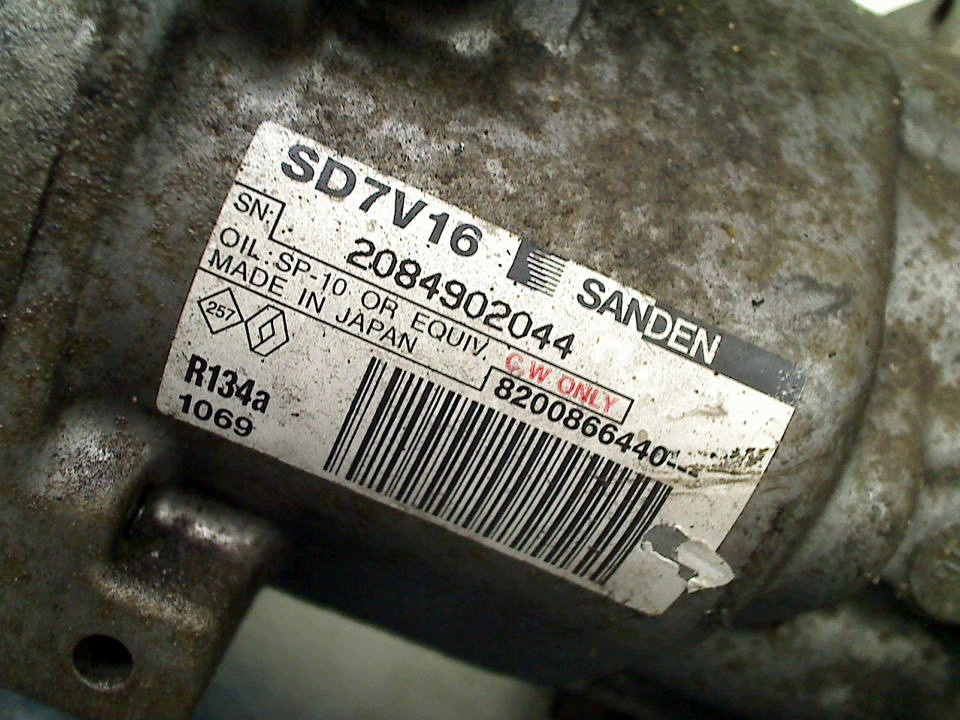 SD7V16 SANDEN
SN:
2084902044
OIL : SP-10 OR EQUIV.
MADE IN JAPAN
C.W ONLY
257
8200866440---
R134a
1069